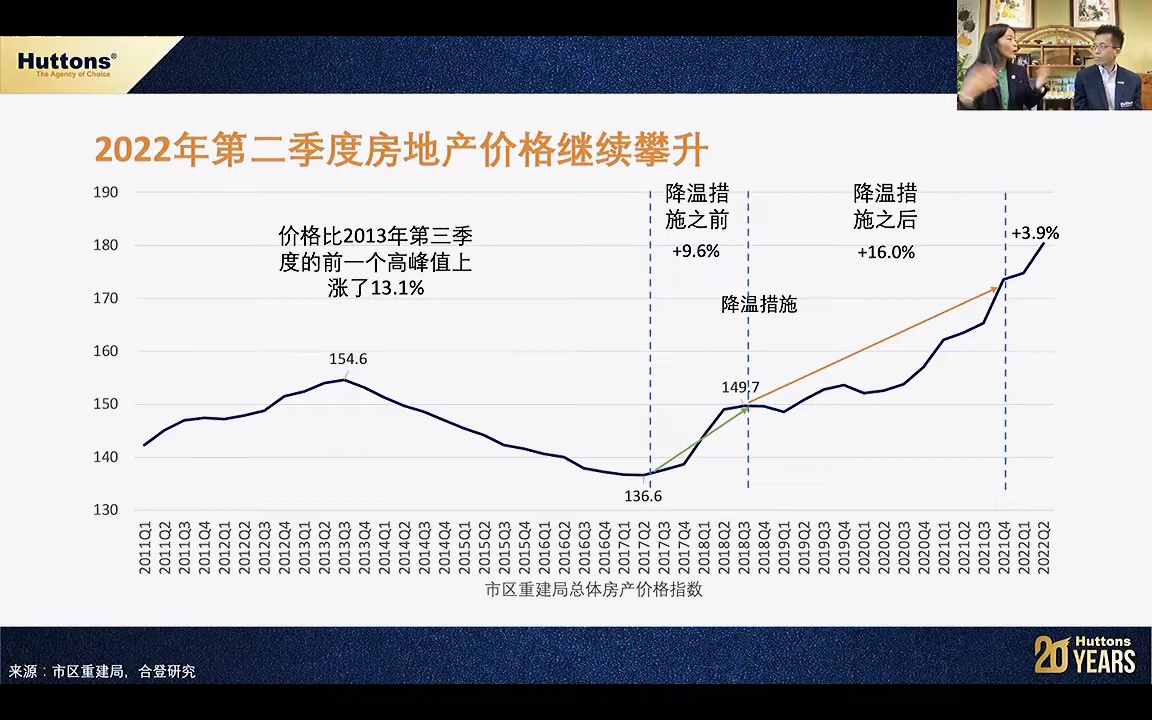 Huttons®
The Agency of Choice
2022年第二季度房地产价格继续攀升
190
180
170
160
150
140
130
价格比2013年第三季
度的前一个高峰值上
涨了13.1%
降温措
施之前
+9.6%
降温措
施之后
+16.0%
+3.9%
降温措施
154.6
149.7
136.6
2011Q1
2011Q2
2011Q3
2011Q4
2012Q1
2012Q2
2012Q3
2012Q4
2013Q1
2013Q2
2013Q3
2013Q4
2014Q1
2014Q2
2014Q3
2014Q4
2015Q1
2015Q2
2015Q3
2015Q4
2016Q1
2016Q2
2016Q3
2016Q4
2017Q1
2017Q2
2017Q3
2017Q4
2018Q1
2018Q2
2018Q3
2018Q4
2019Q1
2019Q2
2019Q3
2019Q4
2020Q1
2020Q2
2020Q3
2020Q4
2021Q1
2021Q2
2021Q3
2021Q4
2022Q1
2022Q2
市区重建局总体房产价格指数
来源：市区重建局，合登研究
20 Huttons
YEARS